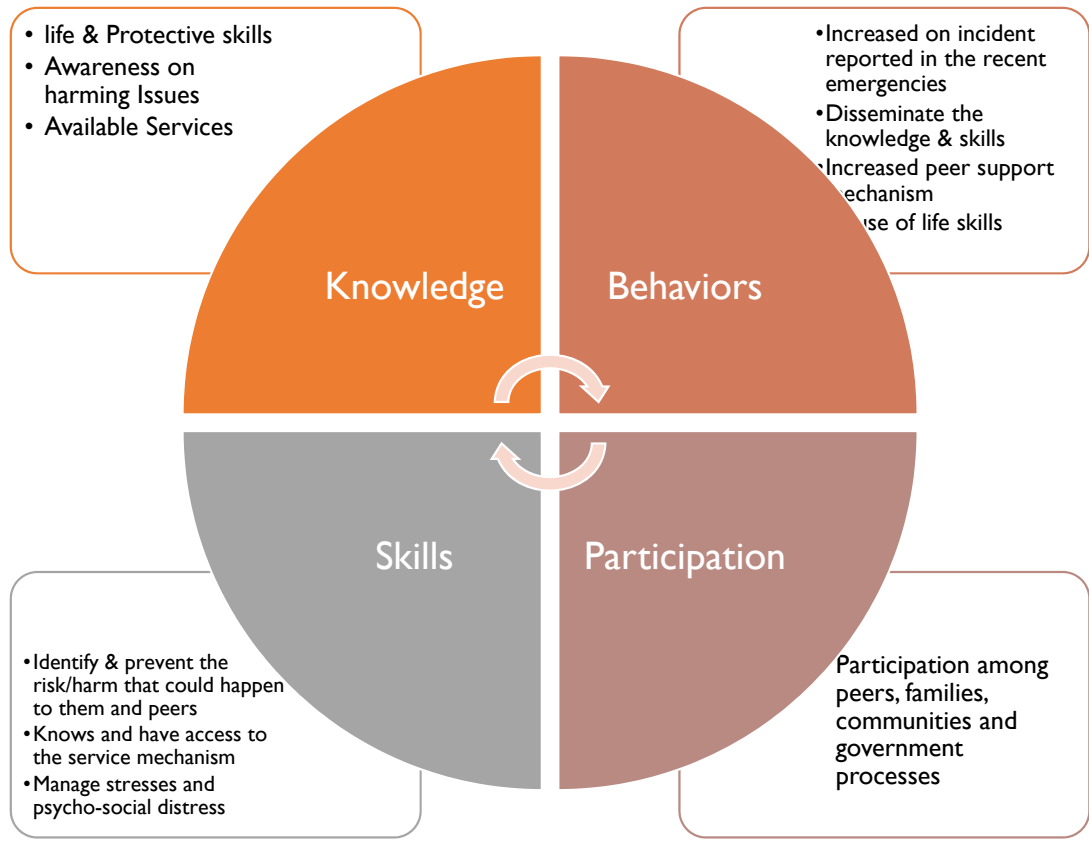 • life & Protective skills
• Awareness on
harming Issues
• Available Services
•Increased on incident
reported in the recent
emergencies
•Disseminate the
knowledge & skills
•Increased peer support
mechanism
use of life skills
Knowledge
Behaviors
Skills
Participation
•Identify & prevent the
risk/harm that could happen
to them and peers
•Knows and have access to
the service mechanism
•Manage stresses and
psycho-social distress
Participation among
peers, families,
communities and
government
processes